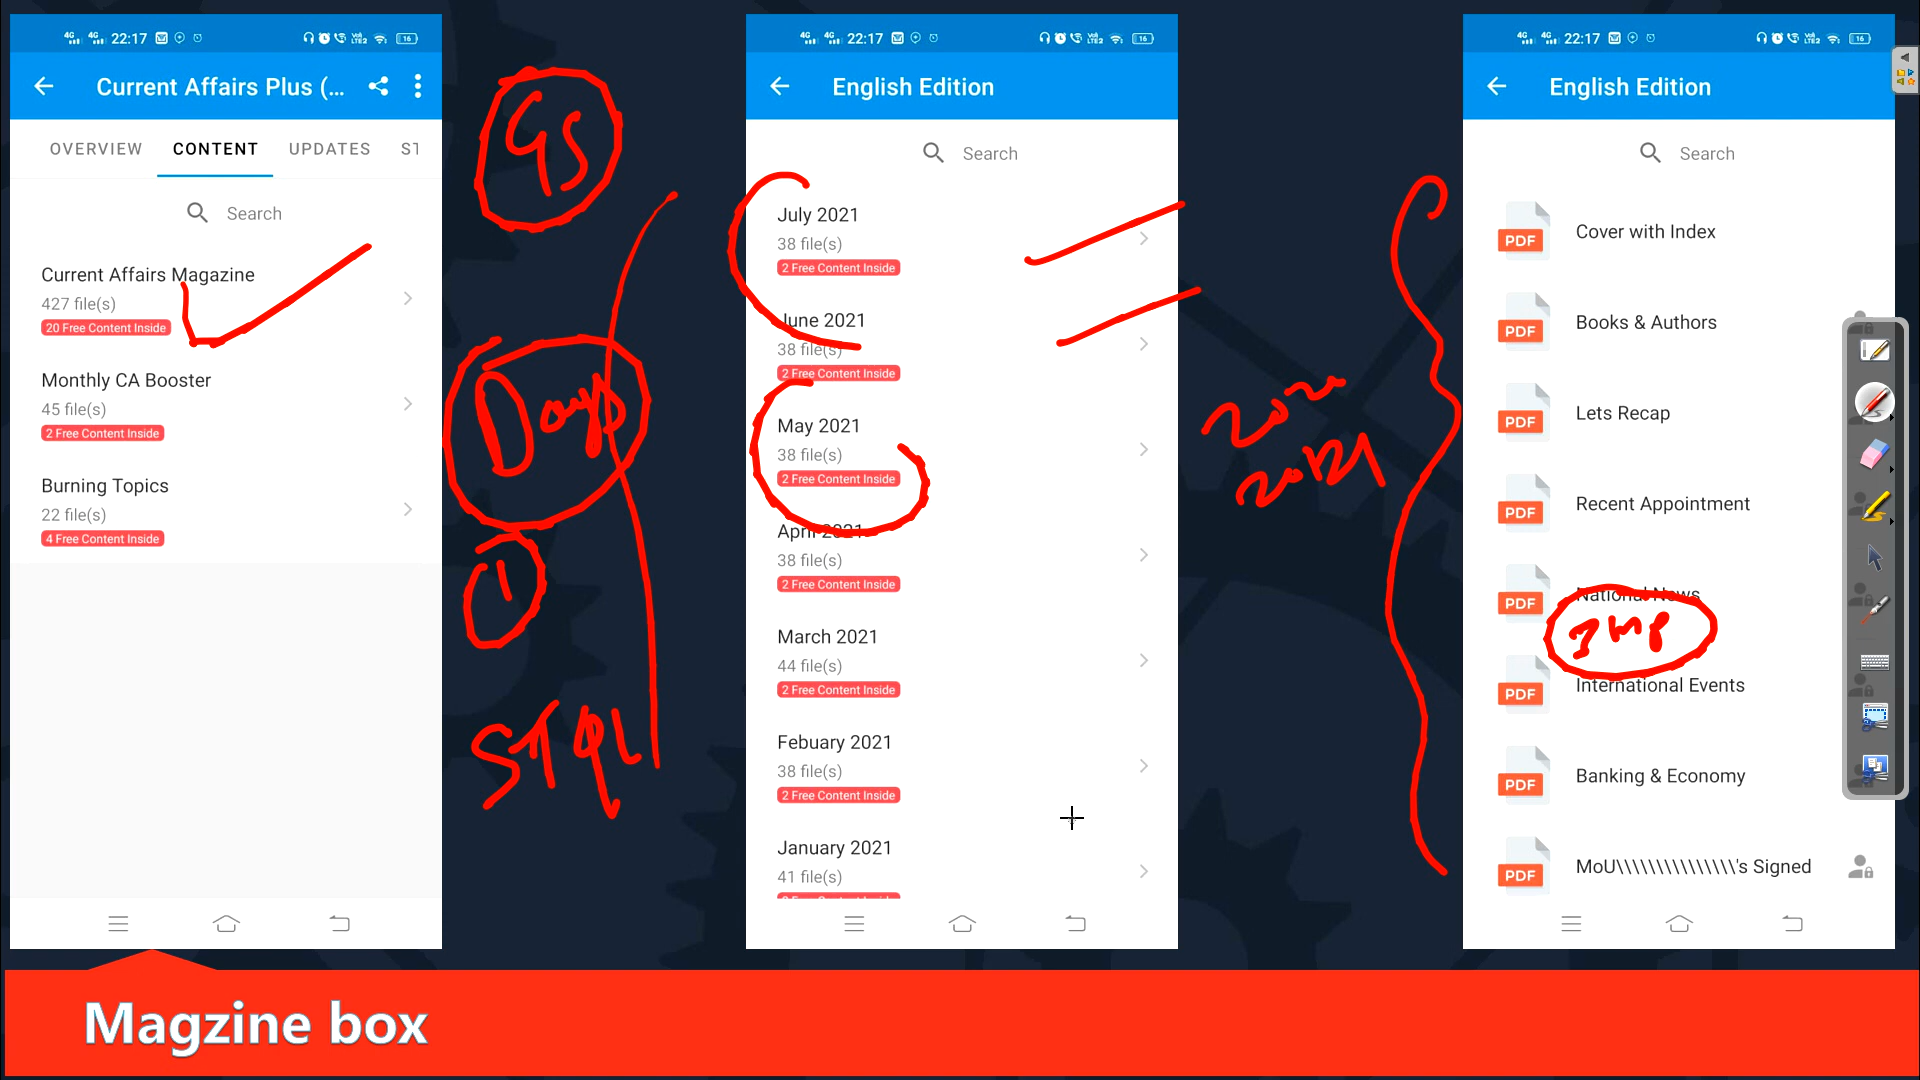 22:17
Current Affairs Plus (...
OVERVIEW CONTENT UPDATES ST
Search
Current Affairs Magazine
427 file(s)
20 Free Content Inside
Monthly CA Booster
45 file(s)
2 Free Content Inside
Burning Topics
22 file(s)
4 Free Content Inside
GS
Days
1
22:17
English Edition
Search
July 2021
38 file(s)
2 Free Content Inside
June 2021
38 file(s)
2 Free Content Inside
May 2021
38 file(s)
2 Free Content Inside
April 2021
38 file(s)
2 Free Content Inside
March 2021
44 file(s)
2 Free Content Inside
Febuary 2021
38 file(s)
2 Free Content Inside
January 2021
41 file(s)
22:17
English Edition
Search
PDF Cover with Index
PDF Books & Authors
PDF Lets Recap
PDF Recent Appointment
PDF National News
Imp
PDF International Events
PDF Banking & Economy
PDF MoU\\\\\\\\\\\\\\\'s Signed
Magzine box